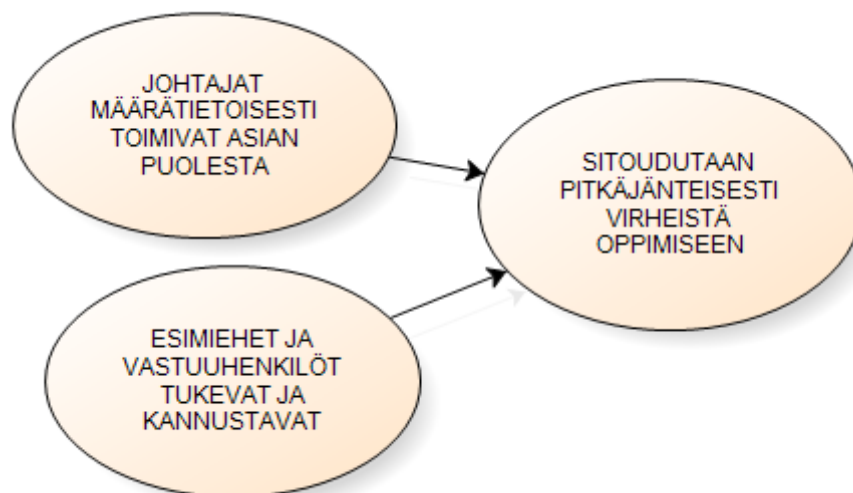 JOHTAJAT
MÄÄRÄTIETOISESTI
TOIMIVAT ASIAN
PUOLESTA
SITOUDUTAAN
PITKÄJÄNTEISESTI
VIRHEISTÄ
OPPIMISEEN
ESIMIEHET JA
VASTUUHENKILÖT
TUKEVAT JA
KANNUSTAVAT